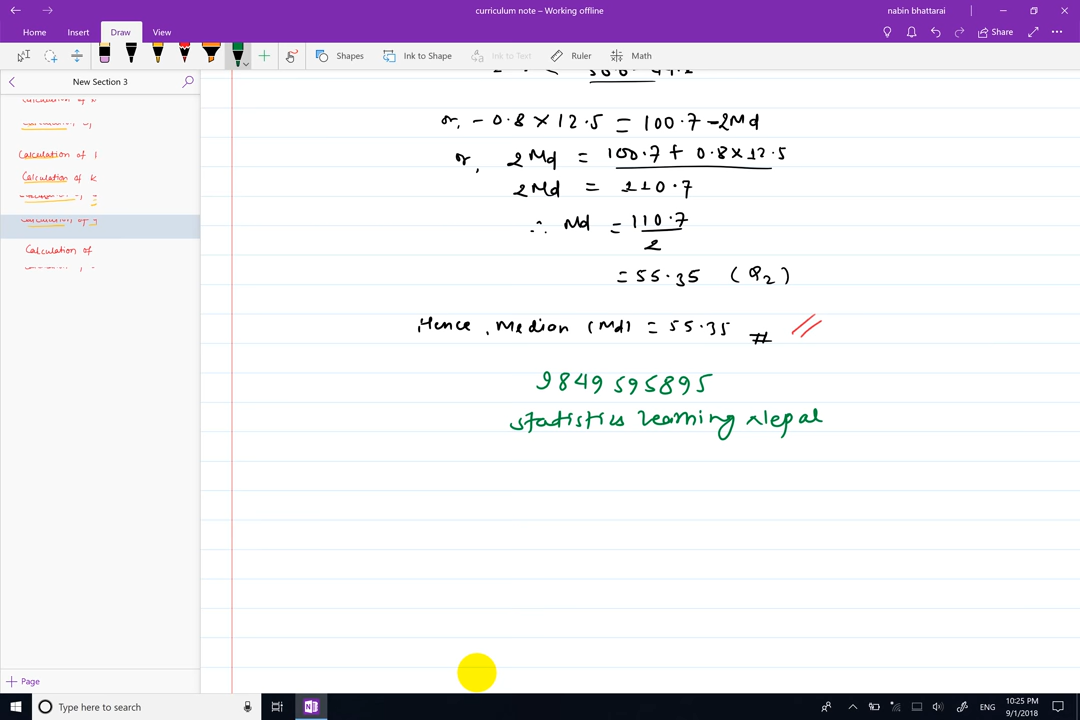 curriculum note – Working offline
nabin bhattarai
Home Insert Draw View
Share
Shapes Ink to Shape Ink to Text Ruler Math
New Section 3
Calculation of
Calculation of
Calculation of k
Calculation of
or, - 0.8 × 12.5 = 100.7 - 2Md
or, 2Md = 100.7 + 0.8 × 12.5
2Md = 110.7
∴ Md = 110.7
2
= 55.35 (Q2)
Hence, Median (Md) = 55.35 #
9849595895
statistics learning Nepal
+ Page
Type here to search
ENG
10:25 PM
9/1/2018